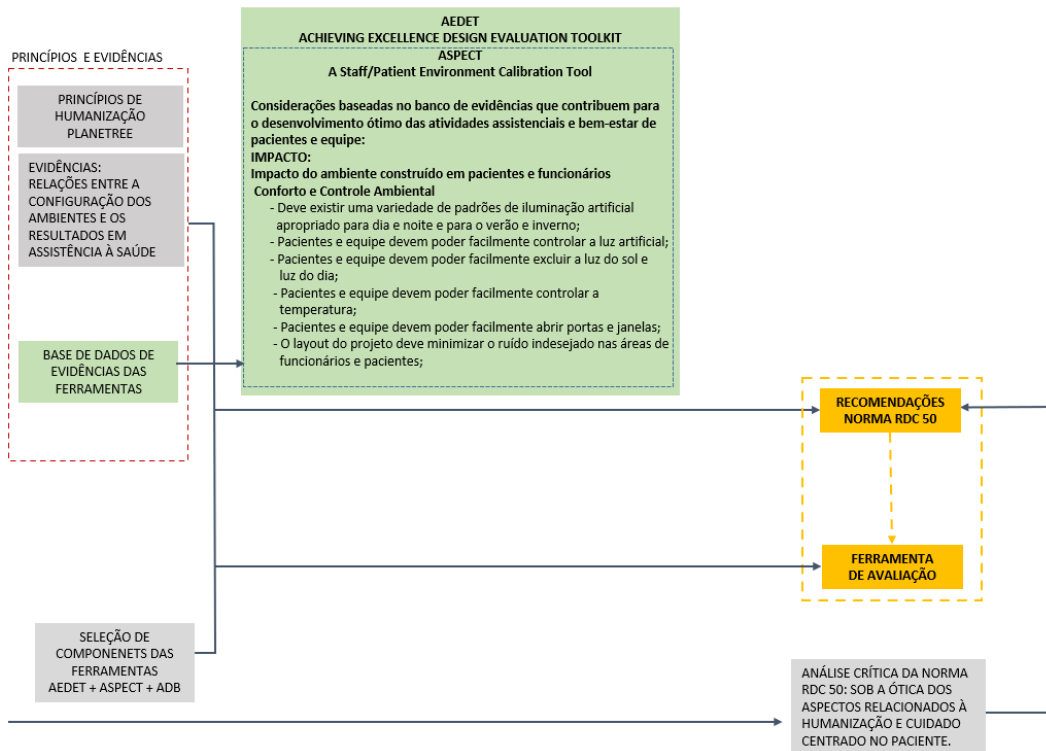 AEDET
ACHIEVING EXCELLENCE DESIGN EVALUATION TOOLKIT
ASPECT
A Staff/Patient Environment Calibration Tool
Considerações baseadas no banco de evidências que contribuem para
o desenvolvimento ótimo das atividades assistenciais e bem-estar de
pacientes e equipe:
IMPACTO:
Impacto do ambiente construído em pacientes e funcionários
Conforto e Controle Ambiental
- Deve existir uma variedade de padrões de iluminação artificial
apropriado para dia e noite e para o verão e inverno;
- Pacientes e equipe devem poder facilmente controlar a luz artificial;
- Pacientes e equipe devem poder facilmente excluir a luz do sol e
luz do dia;
- Pacientes e equipe devem poder facilmente controlar a
temperatura;
- Pacientes e equipe devem poder facilmente abrir portas e janelas;
- O layout do projeto deve minimizar o ruído indesejado nas áreas de
funcionários e pacientes;
PRINCÍPIOS E EVIDÊNCIAS
PRINCÍPIOS DE
HUMANIZAÇÃO
PLANETREE
EVIDÊNCIAS:
RELAÇÕES ENTRE A
CONFIGURAÇÃO DOS
AMBIENTES E OS
RESULTADOS EM
ASSISTÊNCIA À SAÚDE
BASE DE DADOS DE
EVIDÊNCIAS DAS
FERRAMENTAS
RECOMENDAÇÕES
NORMA RDC 50
FERRAMENTA
DE AVALIAÇÃO
SELEÇÃO DE
COMPONENETS DAS
FERRAMENTAS
AEDET + ASPECT + ADB
ANÁLISE CRÍTICA DA NORMA
RDC 50: SOB A ÓTICA DOS
ASPECTOS RELACIONADOS À
HUMANIZAÇÃO E CUIDADO
CENTRADO NO PACIENTE.